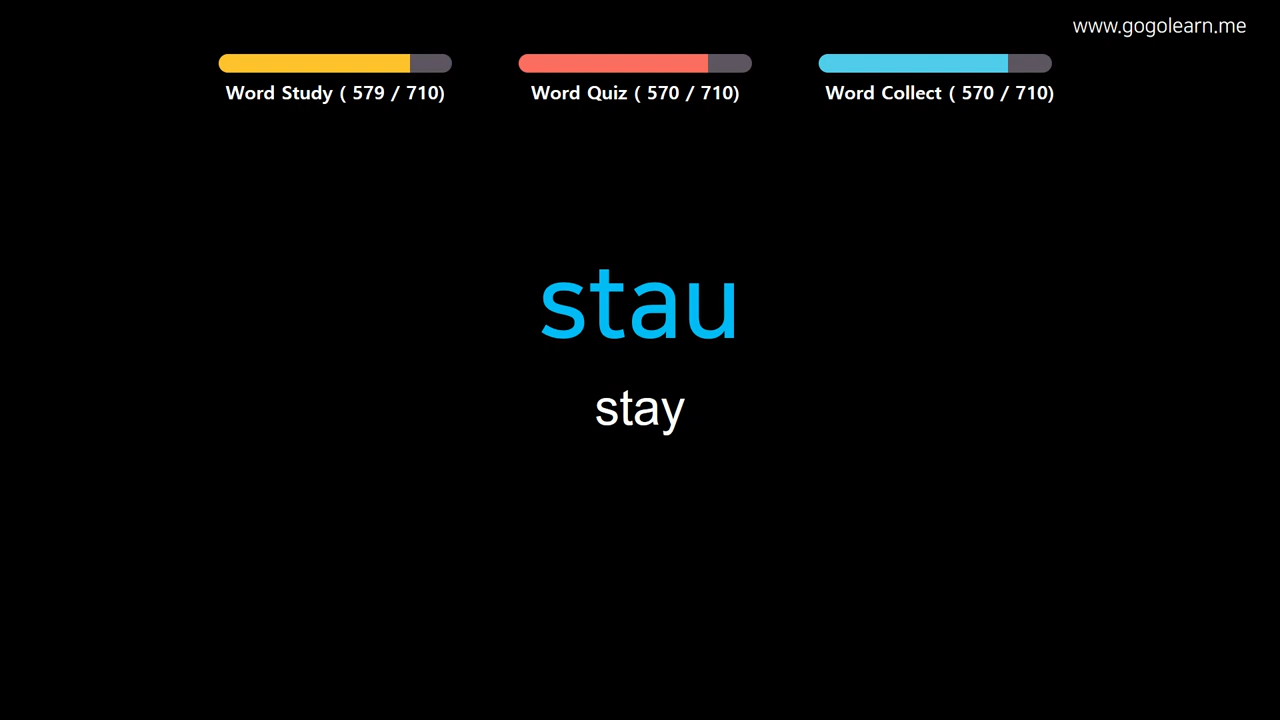 www.gogolearn.me
Word Study ( 579 / 710)
Word Quiz ( 570 / 710)
Word Collect ( 570 / 710)
stau
stay